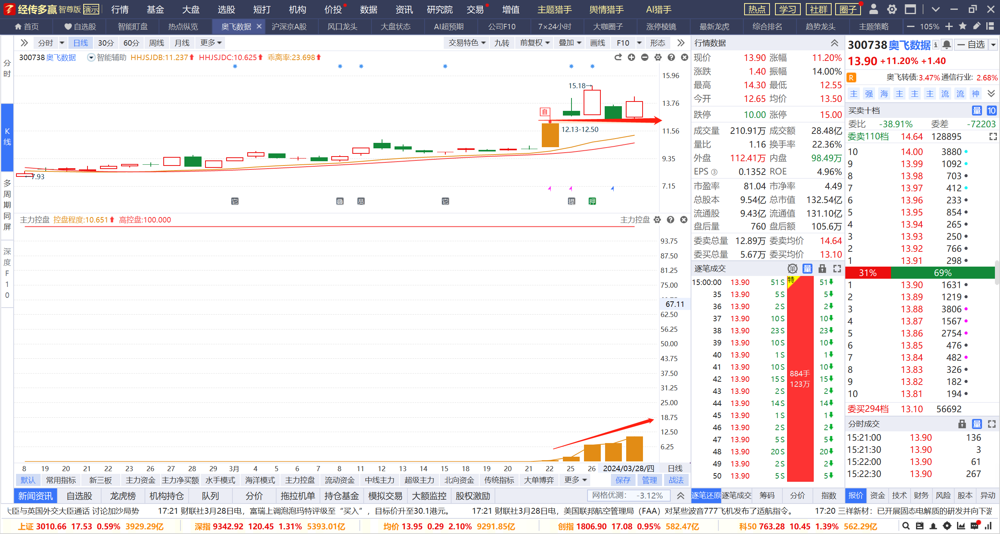 经传多赢 智尊版 演示 行情 基金 大盘 选股 短打 机构 价投 数据 资讯 研究院 交易 增值 主题猎手 舆情猎手 AI猎手 热点 学习 社群 圈子
首页 自选股 智能盯盘 热点纵览 奥飞数据 沪深京A股 风口龙头 大盘状态 AI超预期 公司F10 7×24小时 大咖圈子 涨停棱镜 最新龙虎 综合排名 趋势龙头 主题策略 105%
分时 日线 30分 60分 周线 月线 更多 交易特色 九转 前复权 叠加 画线 F10 形态
分时
K线
多周期同屏
深度F10
300738 奥飞数据 智能辅助 HHJSJDB:11.237 HHJSJDC:10.625 乖离率:23.698
15.96
15.18
13.76
自
12.13-12.50
11.56
9.35
7.93
7.15
它 叠 员 它 提 押
主力控盘 控盘程度:10.651 高控盘:100.000 主力控盘
93.75
87.50
81.25
75.00
67.11
62.50
56.25
50.00
43.75
37.50
31.25
25.00
18.75
12.50
6.25
8 19 20 21 22 23 26 27 28 29 3月 4 5 6 7 8 11 12 13 14 15 18 19 20 21 22 25 26 2024/03/28/四 日线
默认 常用指标 新三板 主力资金 主力净买额 水手模式 海洋模式 主力控盘 流动资金 中线主力 超级主力 北向资金 传统指标 大单博弈 更多 保存 管理 战法
新闻资讯 自选股 龙虎榜 机构持仓 队列 分价 拖拉机单 持仓基金 模拟交易 大额监控 股权激励 网格优测： -3.12%
行情数据
现价 13.90 涨幅 11.20%
涨跌 1.40 振幅 14.00%
最高 14.30 最低 12.55
今开 12.65 均价 13.50
跌停 10.00 涨停 15.00
成交量 210.91万 成交额 28.48亿
量比 1.16 换手率 22.36%
外盘 112.41万 内盘 98.49万
EPS ③ 0.1352 ROE 4.96%
市盈率 81.04 市净率 4.49
总股本 9.54亿 总市值 132.54亿
流通股 9.43亿 流通值 131.10亿
盘后量 760 盘后额 105.6万
委卖总量 12.89万 委卖均价 14.64
委买总量 5.67万 委买均价 13.10
逐笔成交 单 量
特
884手
123万
15:00:00 13.90 51 S 51
35 13.90 5 S 5
36 13.90 2 S 2
37 13.90 10 S 10
38 13.90 23 S 23
39 13.90 10 S 10
40 13.90 1 S 1
41 13.90 10 S 10
42 13.90 15 S 15
43 13.90 2 S 2
44 13.90 14 S 14
45 13.90 1 S 1
46 13.90 2 S 2
47 13.90 5 S 5
48 13.90 20 S 20
49 13.90 2 S 2
50 13.90 5 S 5
逐笔还原 逐笔成交 筹码 分价 指数
300738 奥飞数据 自选
13.90 +11.20% +1.40
R 奥飞转债:3.47% 通信行业: 2.68%
主 强 海 主 主 主 流 流 神
买卖十档 量 10
委比 -38.91% 委差 -72203
委卖110档 14.64 128895
10 14.00 3880
9 13.99 1092
8 13.98 703
7 13.97 412
6 13.96 233
5 13.95 854
4 13.94 265
3 13.93 250
2 13.92 766
1 13.91 298
31% 69%
1 13.90 1631
2 13.89 1219
3 13.88 3806
4 13.87 1567
5 13.86 2754
6 13.85 476
7 13.84 482
8 13.83 326
9 13.82 182
10 13.81 194
委买294档 13.10 56692
分时成交 量
15:21:00 13.90 136
15:21:30 13.90 3
15:22:00 13.90 61
15:22:30 13.90 267
报价 资金 技术 财务 风险 股本 异动
大臣与英国外交大臣通话 讨论加沙局势 17:21 财联社3月28日电，富瑞上调泡泡玛特评级至“买入”，目标价升至30.1港元。 17:21 财联社3月28日电，美国联邦航空管理局（FAA）对某些波音777飞机发布了适航指令。 17:20 三祥新材：已开展固态电解质的研发并向下游
上证 3010.66 17.53 0.59% 3929.29亿 深指 9342.92 120.45 1.31% 5393.01亿 均价 13.95 0.29 2.10% 9291.85亿 创指 1806.90 17.08 0.95% 582.47亿 科50 763.28 10.45 1.39% 562.29亿